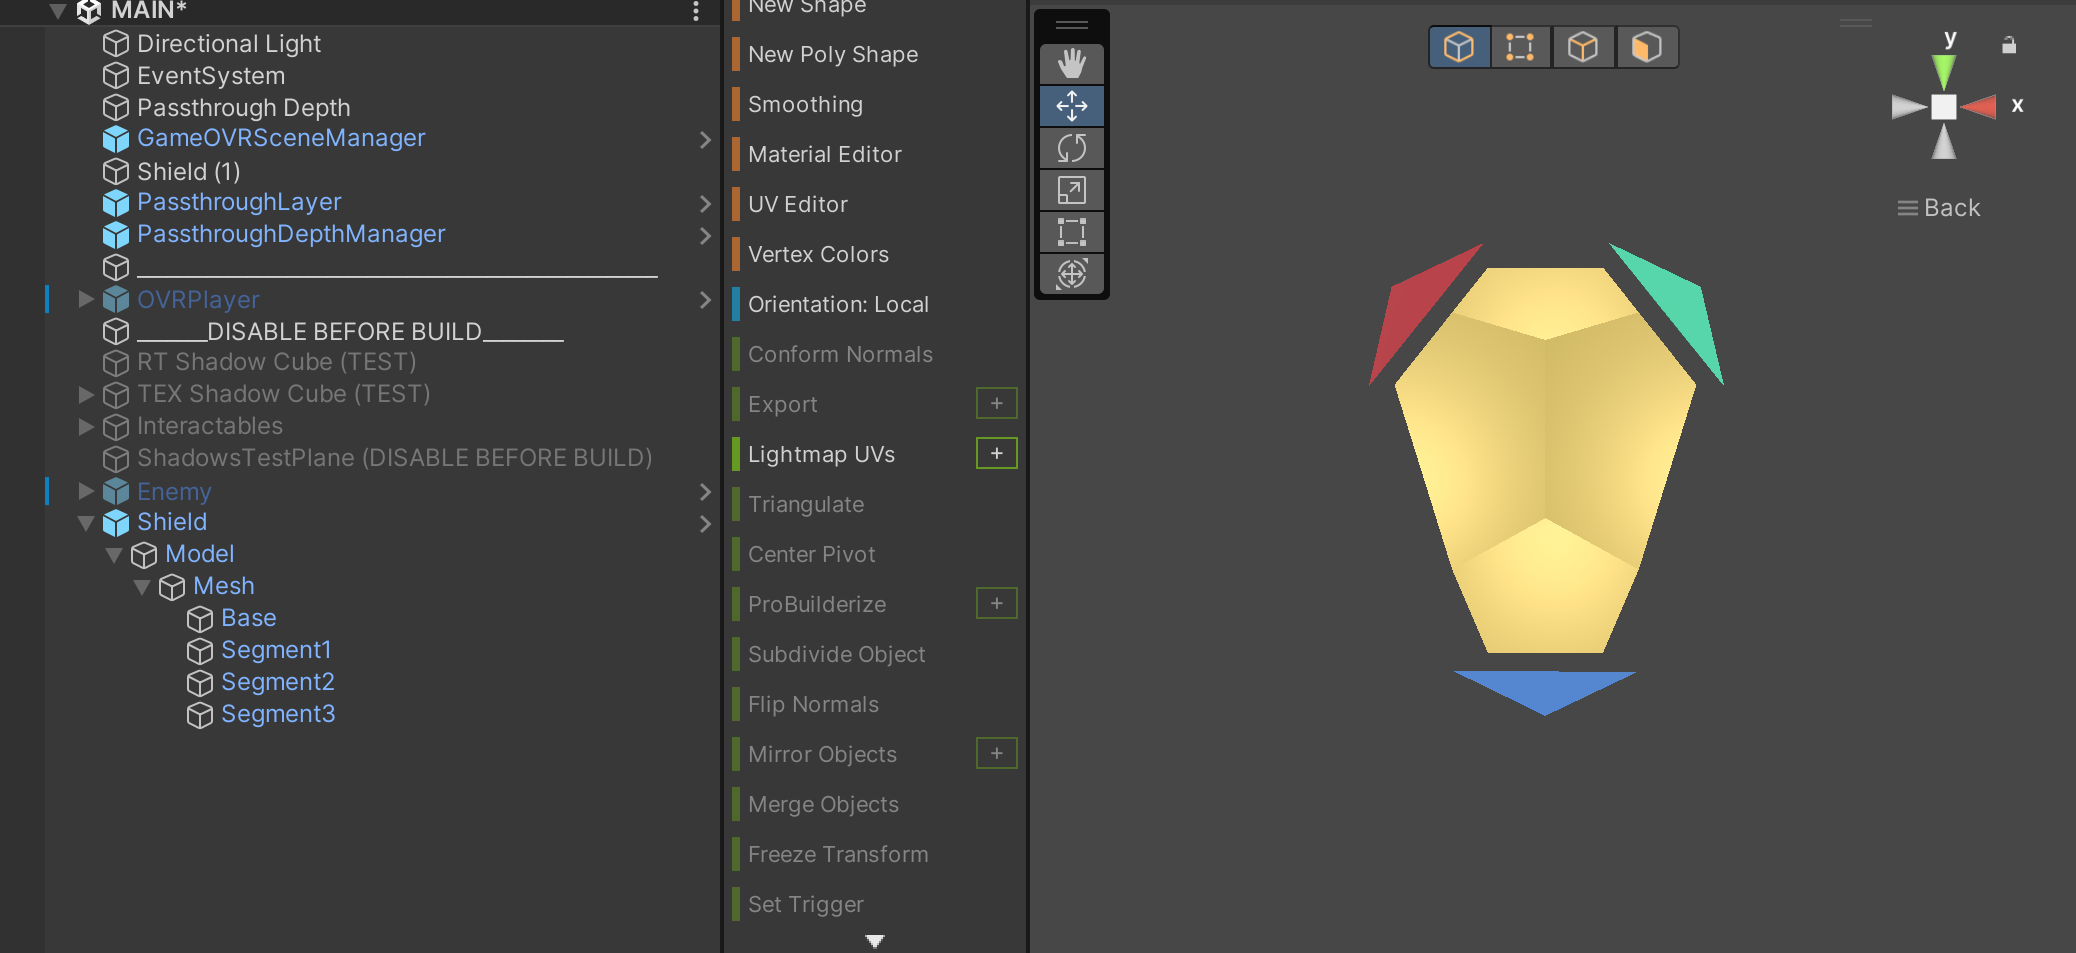 MAIN*
Directional Light
EventSystem
Passthrough Depth
GameOVRSceneManager
Shield (1)
PassthroughLayer
PassthroughDepthManager
_____________________________________
OVRPlayer
_____DISABLE BEFORE BUILD______
RT Shadow Cube (TEST)
TEX Shadow Cube (TEST)
Interactables
ShadowsTestPlane (DISABLE BEFORE BUILD)
Enemy
Shield
Model
Mesh
Base
Segment1
Segment2
Segment3
New Shape
New Poly Shape
Smoothing
Material Editor
UV Editor
Vertex Colors
Orientation: Local
Conform Normals
Export +
Lightmap UVs +
Triangulate
Center Pivot
ProBuilderize +
Subdivide Object
Flip Normals
Mirror Objects +
Merge Objects
Freeze Transform
Set Trigger
y
x
Back